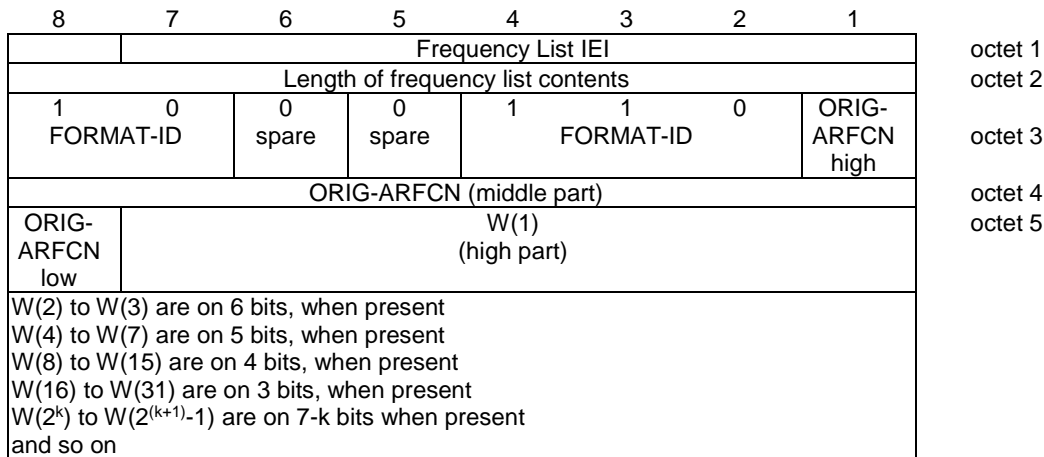 8 7 6 5 4 3 2 1
Frequency List IEI octet 1
Length of frequency list contents octet 2
1 0 0 0 1 1 0 ORIG-
FORMAT-ID spare spare FORMAT-ID ARFCN octet 3
high
ORIG-ARFCN (middle part) octet 4
ORIG- W(1) octet 5
ARFCN (high part)
low
W(2) to W(3) are on 6 bits, when present
W(4) to W(7) are on 5 bits, when present
W(8) to W(15) are on 4 bits, when present
W(16) to W(31) are on 3 bits, when present
W(2ᵏ) to W(2⁽ᵏ⁺¹⁾-1) are on 7-k bits when present
and so on